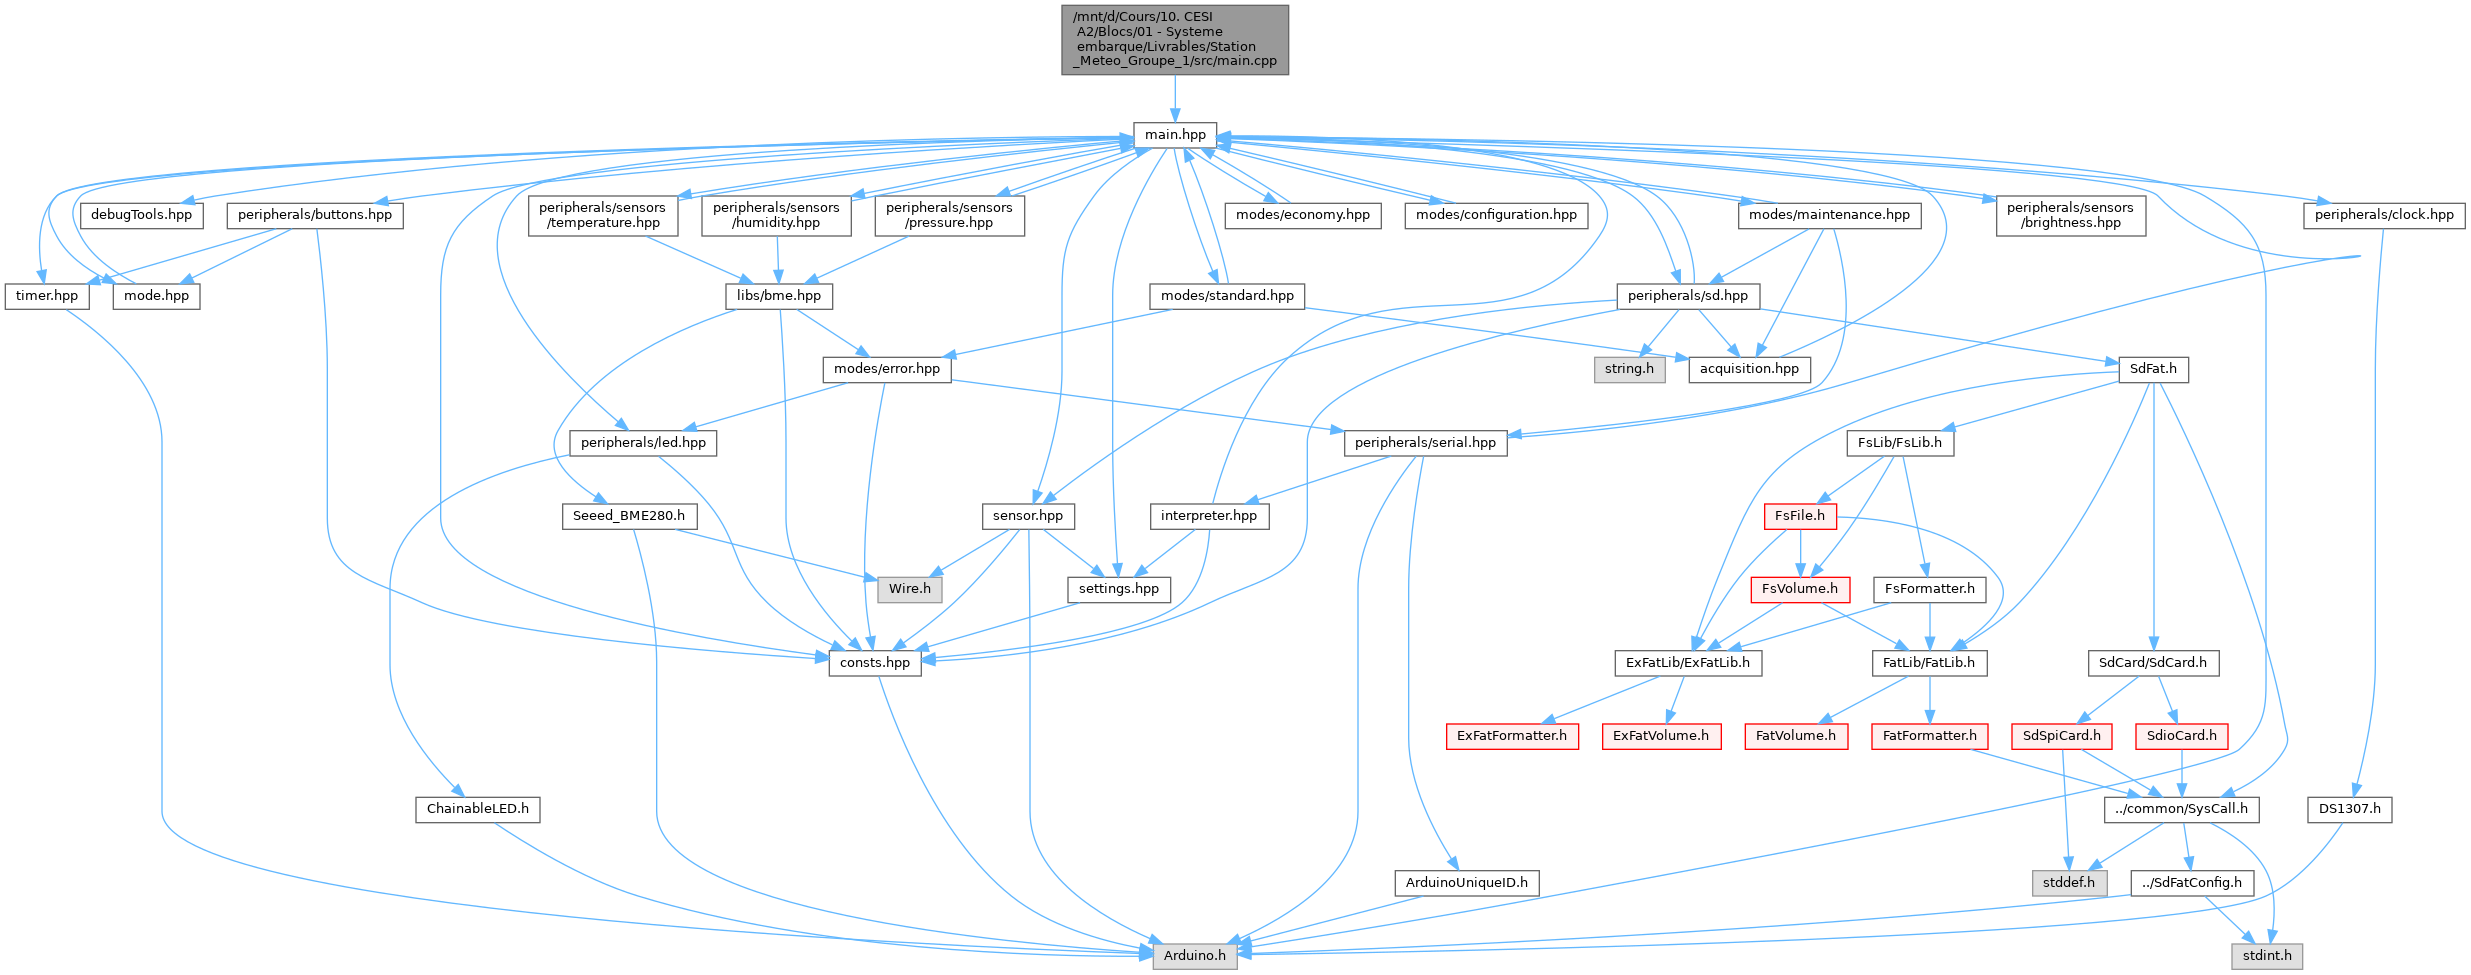 /mnt/d/Cours/10. CESI
A2/Blocs/01 - Systeme
embarque/Livrables/Station
_Meteo_Groupe_1/src/main.cpp
main.hpp
debugTools.hpp
peripherals/buttons.hpp
peripherals/sensors
/temperature.hpp
peripherals/sensors
/humidity.hpp
peripherals/sensors
/pressure.hpp
modes/economy.hpp
modes/configuration.hpp
modes/maintenance.hpp
peripherals/sensors
/brightness.hpp
peripherals/clock.hpp
timer.hpp
mode.hpp
libs/bme.hpp
modes/standard.hpp
peripherals/sd.hpp
modes/error.hpp
string.h
acquisition.hpp
SdFat.h
peripherals/led.hpp
peripherals/serial.hpp
FsLib/FsLib.h
Seeed_BME280.h
sensor.hpp
interpreter.hpp
FsFile.h
Wire.h
settings.hpp
FsVolume.h
FsFormatter.h
consts.hpp
ExFatLib/ExFatLib.h
FatLib/FatLib.h
SdCard/SdCard.h
ExFatFormatter.h
ExFatVolume.h
FatVolume.h
FatFormatter.h
SdSpiCard.h
SdioCard.h
ChainableLED.h
../common/SysCall.h
DS1307.h
ArduinoUniqueID.h
stddef.h
../SdFatConfig.h
Arduino.h
stdint.h